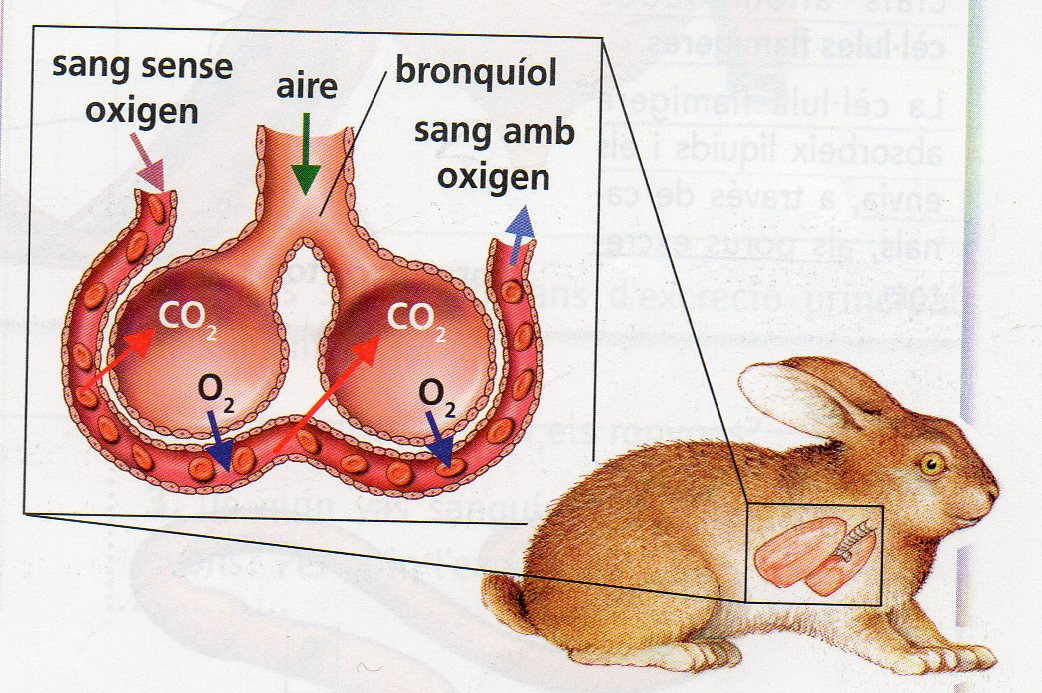 sang sense
oxigen
aire
bronquíol
sang amb
oxigen
CO2
CO2
O2
O2
cèl·lules flamígeres.
La cèl·lula flamíge-
absorbeix líquids i els
envia, a través de ca-
nals, als porus excre-
tors.